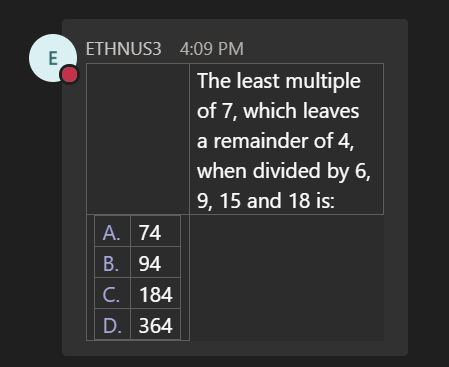 E
ETHNUS3 4:09 PM
The least multiple
of 7, which leaves
a remainder of 4,
when divided by 6,
9, 15 and 18 is:
A. 74
B. 94
C. 184
D. 364